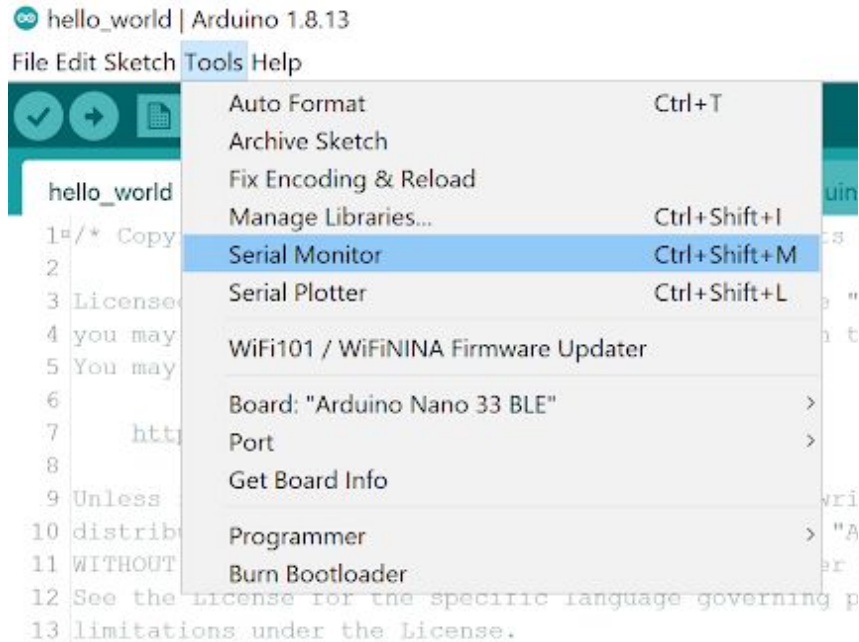 hello_world | Arduino 1.8.13
File Edit Sketch Tools Help
Auto Format Ctrl+T
Archive Sketch
Fix Encoding & Reload
hello_world
Manage Libraries... Ctrl+Shift+I
1 /* Copy
Serial Monitor Ctrl+Shift+M
2
Serial Plotter Ctrl+Shift+L
3 License
4 you may
WiFi101 / WiFiNINA Firmware Updater
5 You may
6
Board: "Arduino Nano 33 BLE"
7 http
Port
8
Get Board Info
9 Unless
10 distrib "A
Programmer
11 WITHOUT
Burn Bootloader
12 See the License for the specific language governing p
13 limitations under the License.